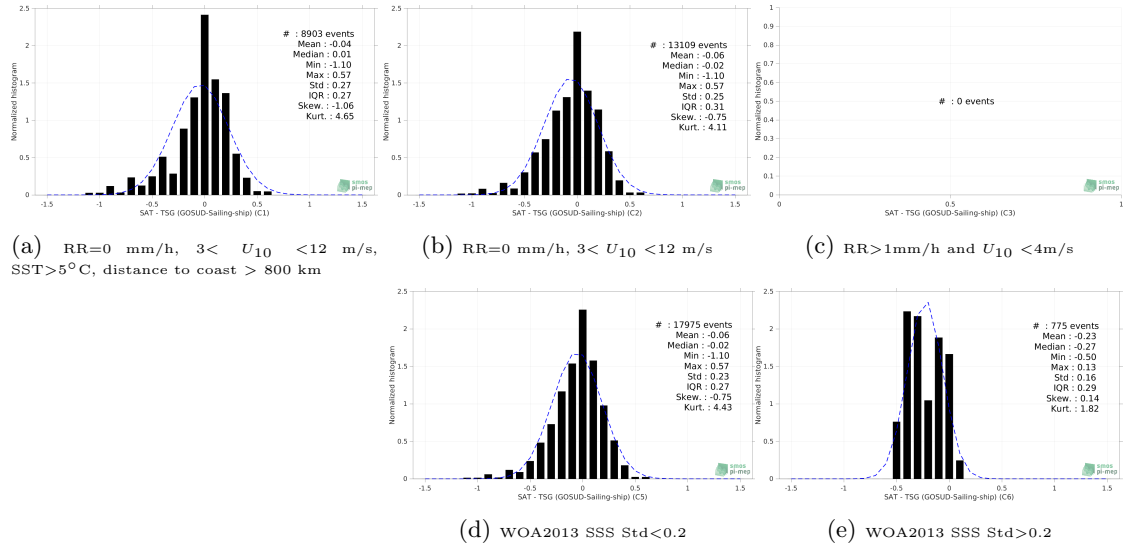 2.5
2
1.5
1
0.5
0
Normalized histogram
# : 8903 events
Mean : -0.04
Median : 0.01
Min : -1.10
Max : 0.57
Std : 0.27
IQR : 0.27
Skew. : -1.06
Kurt. : 4.65
smos
pi-mep
-1.5 -1 -0.5 0 0.5 1 1.5
SAT - TSG (GOSUD-Sailing-ship) (C1)
(a) RR=0 mm/h, 3< U10 <12 m/s,
SST>5°C, distance to coast > 800 km
2.5
2
1.5
1
0.5
0
Normalized histogram
# : 13109 events
Mean : -0.06
Median : -0.02
Min : -1.10
Max : 0.57
Std : 0.25
IQR : 0.31
Skew. : -0.75
Kurt. : 4.11
smos
pi-mep
-1.5 -1 -0.5 0 0.5 1 1.5
SAT - TSG (GOSUD-Sailing-ship) (C2)
(b) RR=0 mm/h, 3< U10 <12 m/s
1
0.9
0.8
0.7
0.6
0.5
0.4
0.3
0.2
0.1
0
Normalized histogram
# : 0 events
smos
pi-mep
0 0.5 1
SAT - TSG (GOSUD-Sailing-ship) (C3)
(c) RR>1mm/h and U10 <4m/s
2.5
2
1.5
1
0.5
0
Normalized histogram
# : 17975 events
Mean : -0.06
Median : -0.02
Min : -1.10
Max : 0.57
Std : 0.23
IQR : 0.27
Skew. : -0.75
Kurt. : 4.43
smos
pi-mep
-1.5 -1 -0.5 0 0.5 1 1.5
SAT - TSG (GOSUD-Sailing-ship) (C5)
(d) WOA2013 SSS Std<0.2
2.5
2
1.5
1
0.5
0
Normalized histogram
# : 775 events
Mean : -0.23
Median : -0.27
Min : -0.50
Max : 0.13
Std : 0.16
IQR : 0.29
Skew. : 0.14
Kurt. : 1.82
smos
pi-mep
-1.5 -1 -0.5 0 0.5 1 1.5
SAT - TSG (GOSUD-Sailing-ship) (C6)
(e) WOA2013 SSS Std>0.2